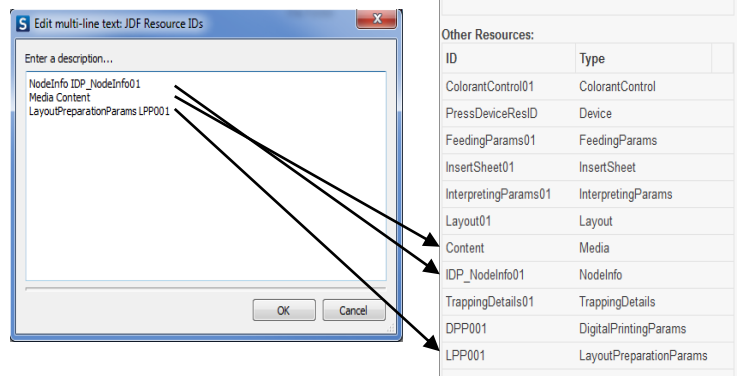 S Edit multi-line text: JDF Resource IDs
x
Enter a description...
NodeInfo IDP_NodeInfo01
Media Content
LayoutPreparationParams LPP001
OK Cancel
Other Resources:
ID Type
ColorantControl01 ColorantControl
PressDeviceResID Device
FeedingParams01 FeedingParams
InsertSheet01 InsertSheet
InterpretingParams01 InterpretingParams
Layout01 Layout
Content Media
IDP_NodeInfo01 NodeInfo
TrappingDetails01 TrappingDetails
DPP001 DigitalPrintingParams
LPP001 LayoutPreparationParams